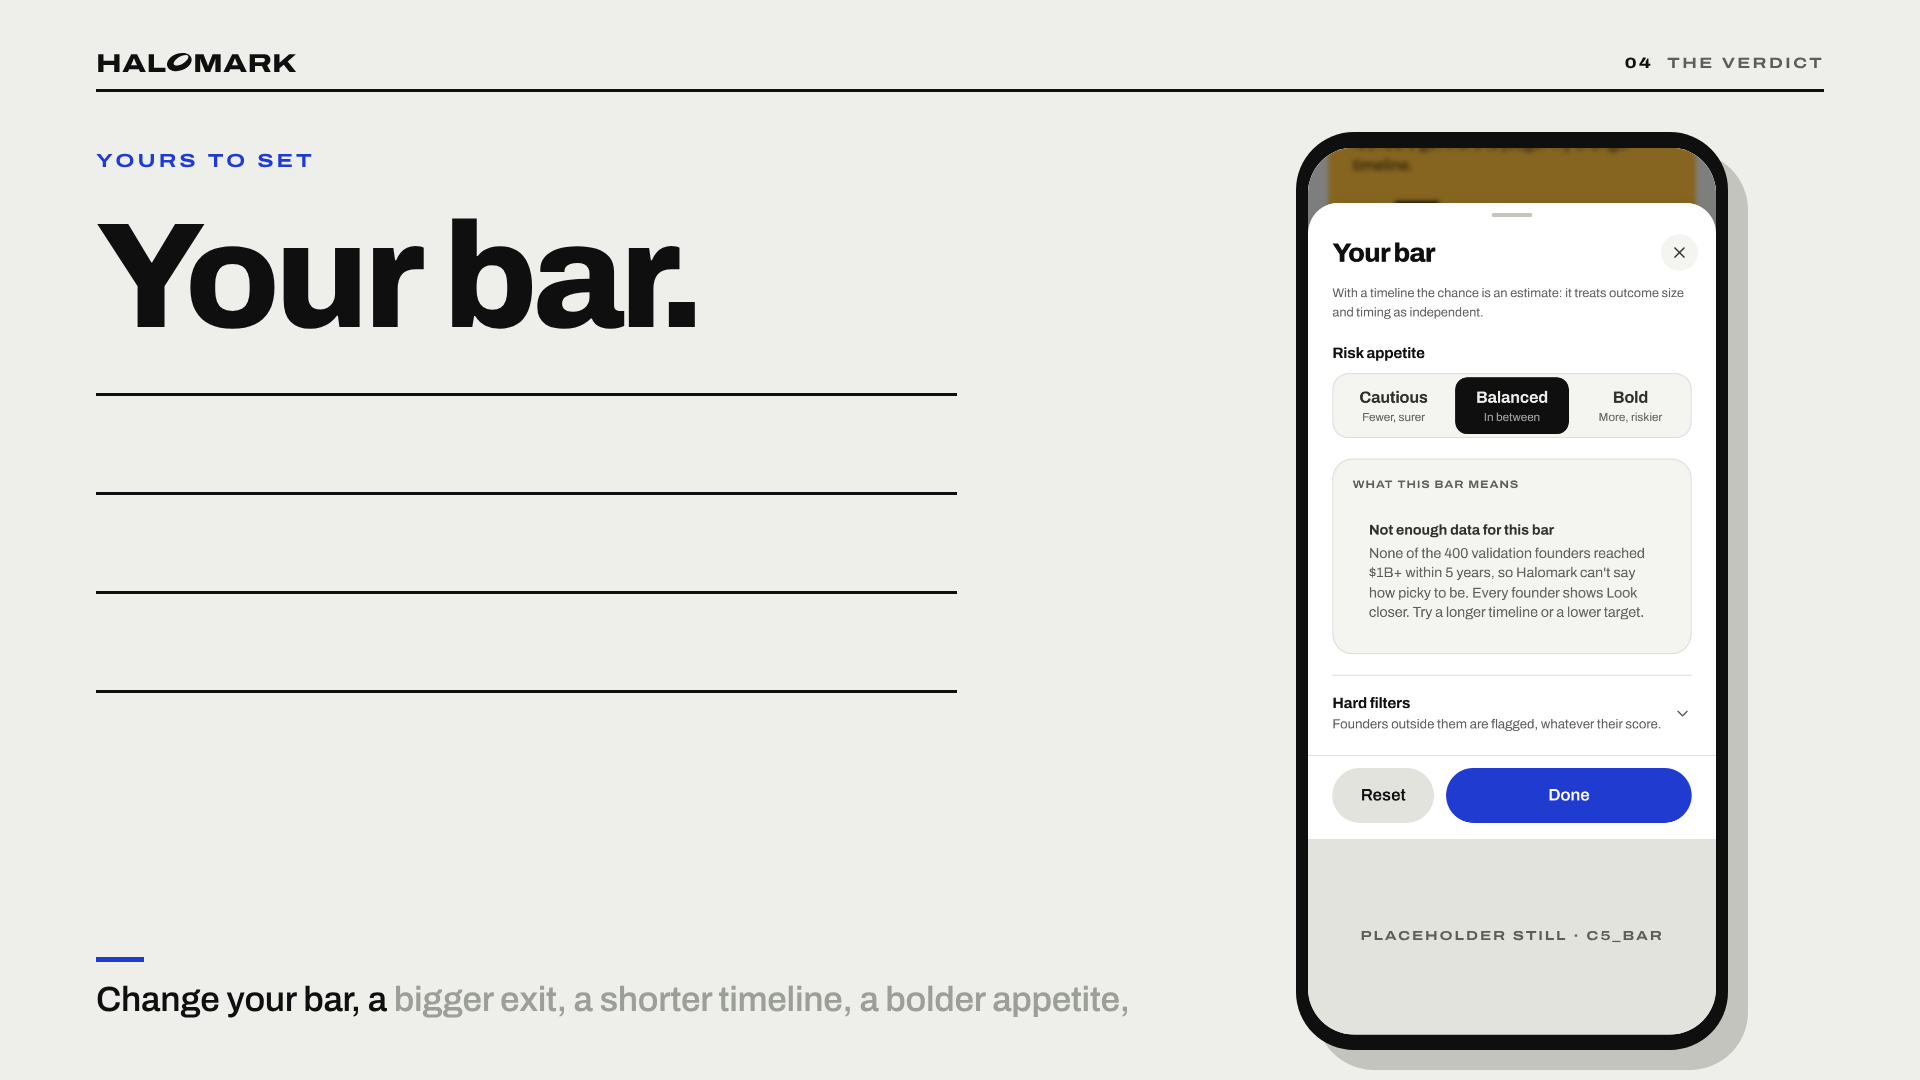 HALOMARK
04 THE VERDICT
YOURS TO SET
Your bar.
Change your bar, a bigger exit, a shorter timeline, a bolder appetite,
timeline.
Your bar
With a timeline the chance is an estimate: it treats outcome size
and timing as independent.
Risk appetite
Cautious
Fewer, surer
Balanced
In between
Bold
More, riskier
WHAT THIS BAR MEANS
Not enough data for this bar
None of the 400 validation founders reached
$1B+ within 5 years, so Halomark can't say
how picky to be. Every founder shows Look
closer. Try a longer timeline or a lower target.
Hard filters
Founders outside them are flagged, whatever their score.
Reset
Done
PLACEHOLDER STILL · C5_BAR